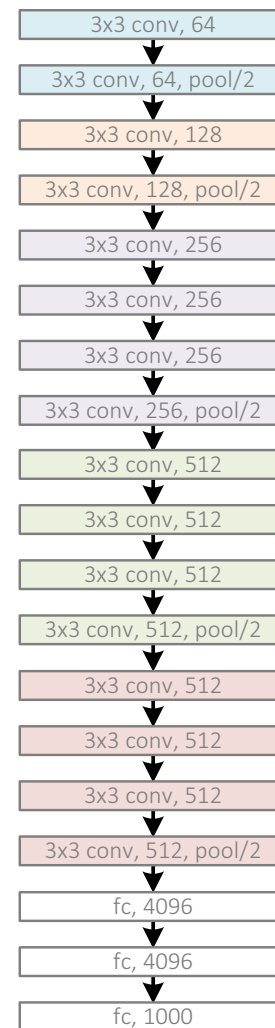 3x3 conv, 64
3x3 conv, 64, pool/2
3x3 conv, 128
3x3 conv, 128, pool/2
3x3 conv, 256
3x3 conv, 256
3x3 conv, 256
3x3 conv, 256, pool/2
3x3 conv, 512
3x3 conv, 512
3x3 conv, 512
3x3 conv, 512, pool/2
3x3 conv, 512
3x3 conv, 512
3x3 conv, 512
3x3 conv, 512, pool/2
fc, 4096
fc, 4096
fc, 1000